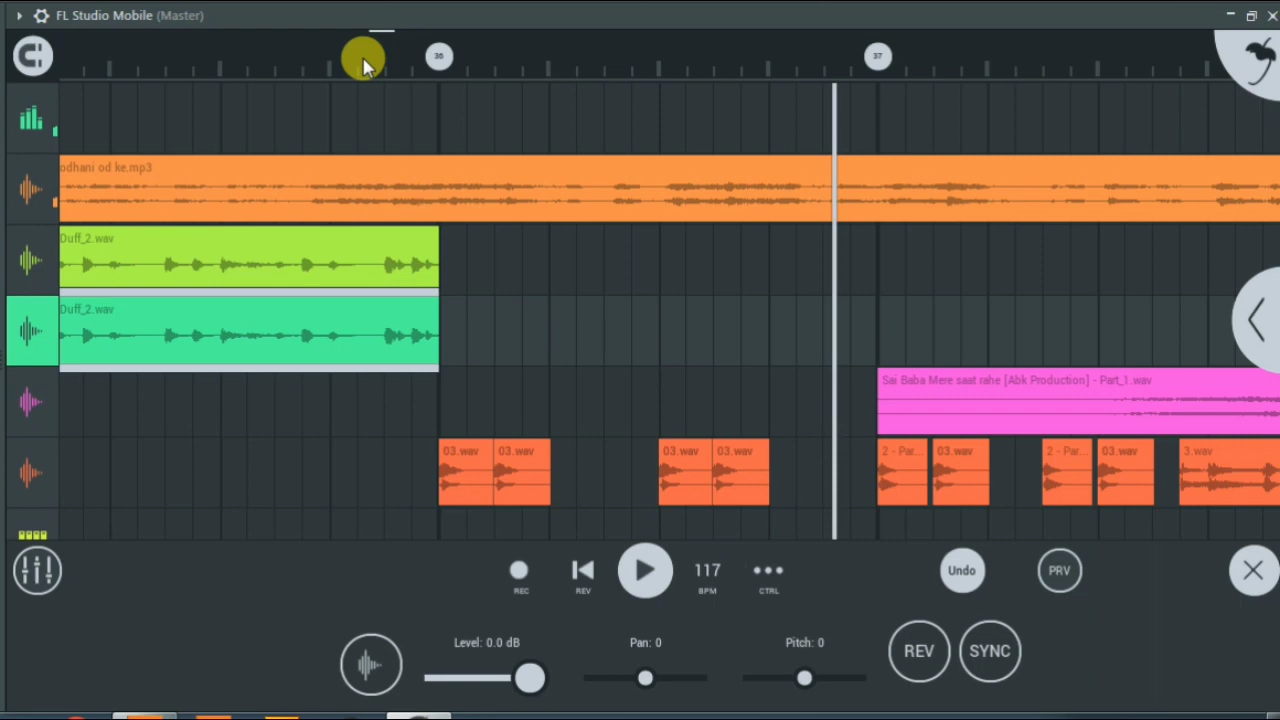 FL Studio Mobile (Master)
36
37
odhani od ke.mp3
Duff_2.wav
Duff_2.wav
Sai Baba Mere saat rahe [Abk Production] - Part_1.wav
03.wav
03.wav
03.wav
03.wav
2 - Par...
03.wav
2 - Par...
03.wav
3.wav
REC
REV
117
BPM
CTRL
Undo
PRV
Level: 0.0 dB
Pan: 0
Pitch: 0
REV
SYNC